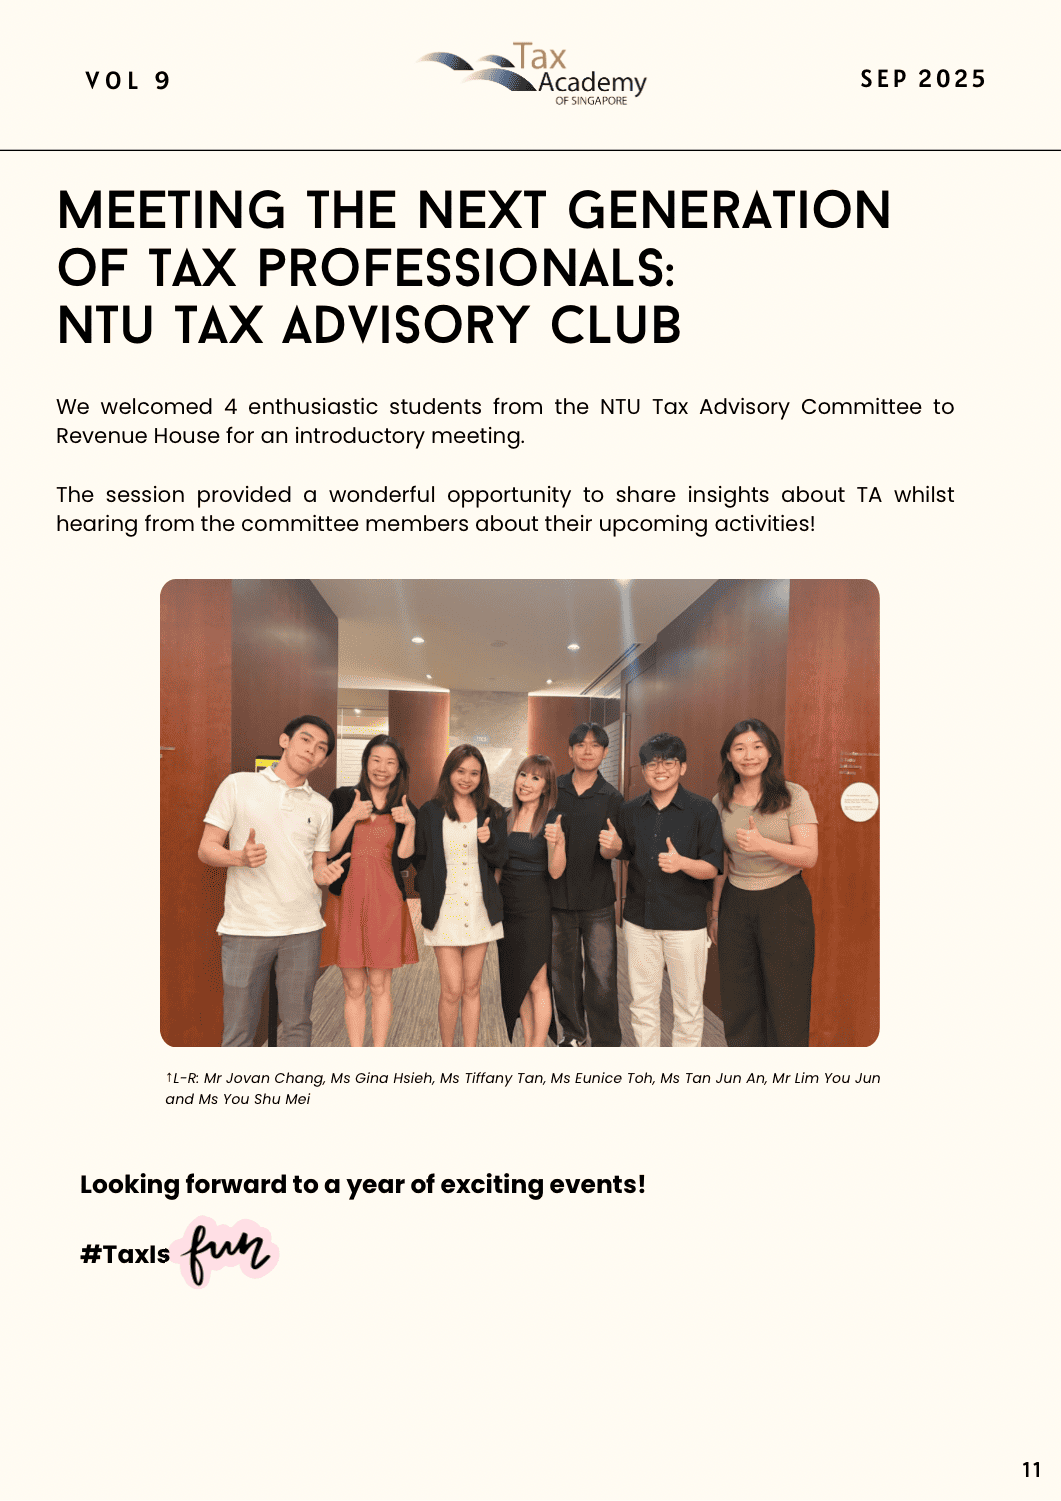 VOL 9
Tax
Academy
OF SINGAPORE
SEP 2025
MEETING THE NEXT GENERATION
OF TAX PROFESSIONALS:
NTU TAX ADVISORY CLUB
We welcomed 4 enthusiastic students from the NTU Tax Advisory Committee to
Revenue House for an introductory meeting.
The session provided a wonderful opportunity to share insights about TA whilst
hearing from the committee members about their upcoming activities!
↑L-R: Mr Jovan Chang, Ms Gina Hsieh, Ms Tiffany Tan, Ms Eunice Toh, Ms Tan Jun An, Mr Lim You Jun
and Ms You Shu Mei
Looking forward to a year of exciting events!
#TaxIs fun
11